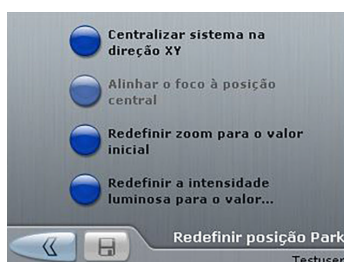 Centralizar sistema na
direção XY
Alinhar o foco à posição
central
Redefinir zoom para o valor
inicial
Redefinir a intensidade
luminosa para o valor...
Redefinir posição Park
Testuser